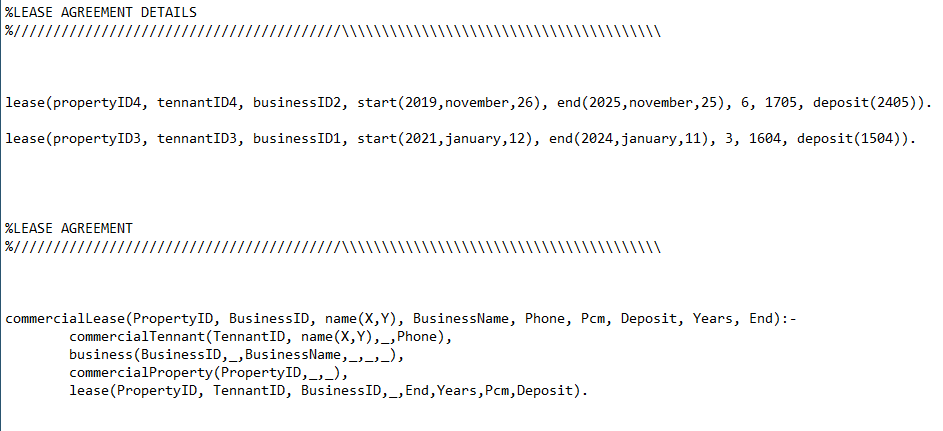 %LEASE AGREEMENT DETAILS
%/////////////////////////////////////////\\\\\\\\\\\\\\\\\\\\\\\\\\\\\\\\\\\\\\\\
lease(propertyID4, tennantID4, businessID2, start(2019,november,26), end(2025,november,25), 6, 1705, deposit(2405)).
lease(propertyID3, tennantID3, businessID1, start(2021,january,12), end(2024,january,11), 3, 1604, deposit(1504)).
%LEASE AGREEMENT
%/////////////////////////////////////////\\\\\\\\\\\\\\\\\\\\\\\\\\\\\\\\\\\\\\\\
commercialLease(PropertyID, BusinessID, name(X,Y), BusinessName, Phone, Pcm, Deposit, Years, End):-
        commercialTennant(TennantID, name(X,Y),_,Phone),
        business(BusinessID,_,BusinessName,_,_,_),
        commercialProperty(PropertyID,_,_),
        lease(PropertyID, TennantID, BusinessID,_,End,Years,Pcm,Deposit).